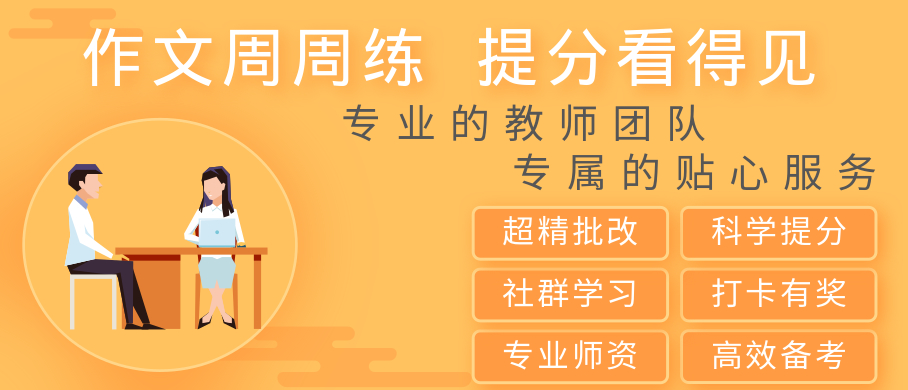 作文周周练 提分看得见
专业的教师团队
专属的贴心服务
超精批改 科学提分
社群学习 打卡有奖
专业师资 高效备考